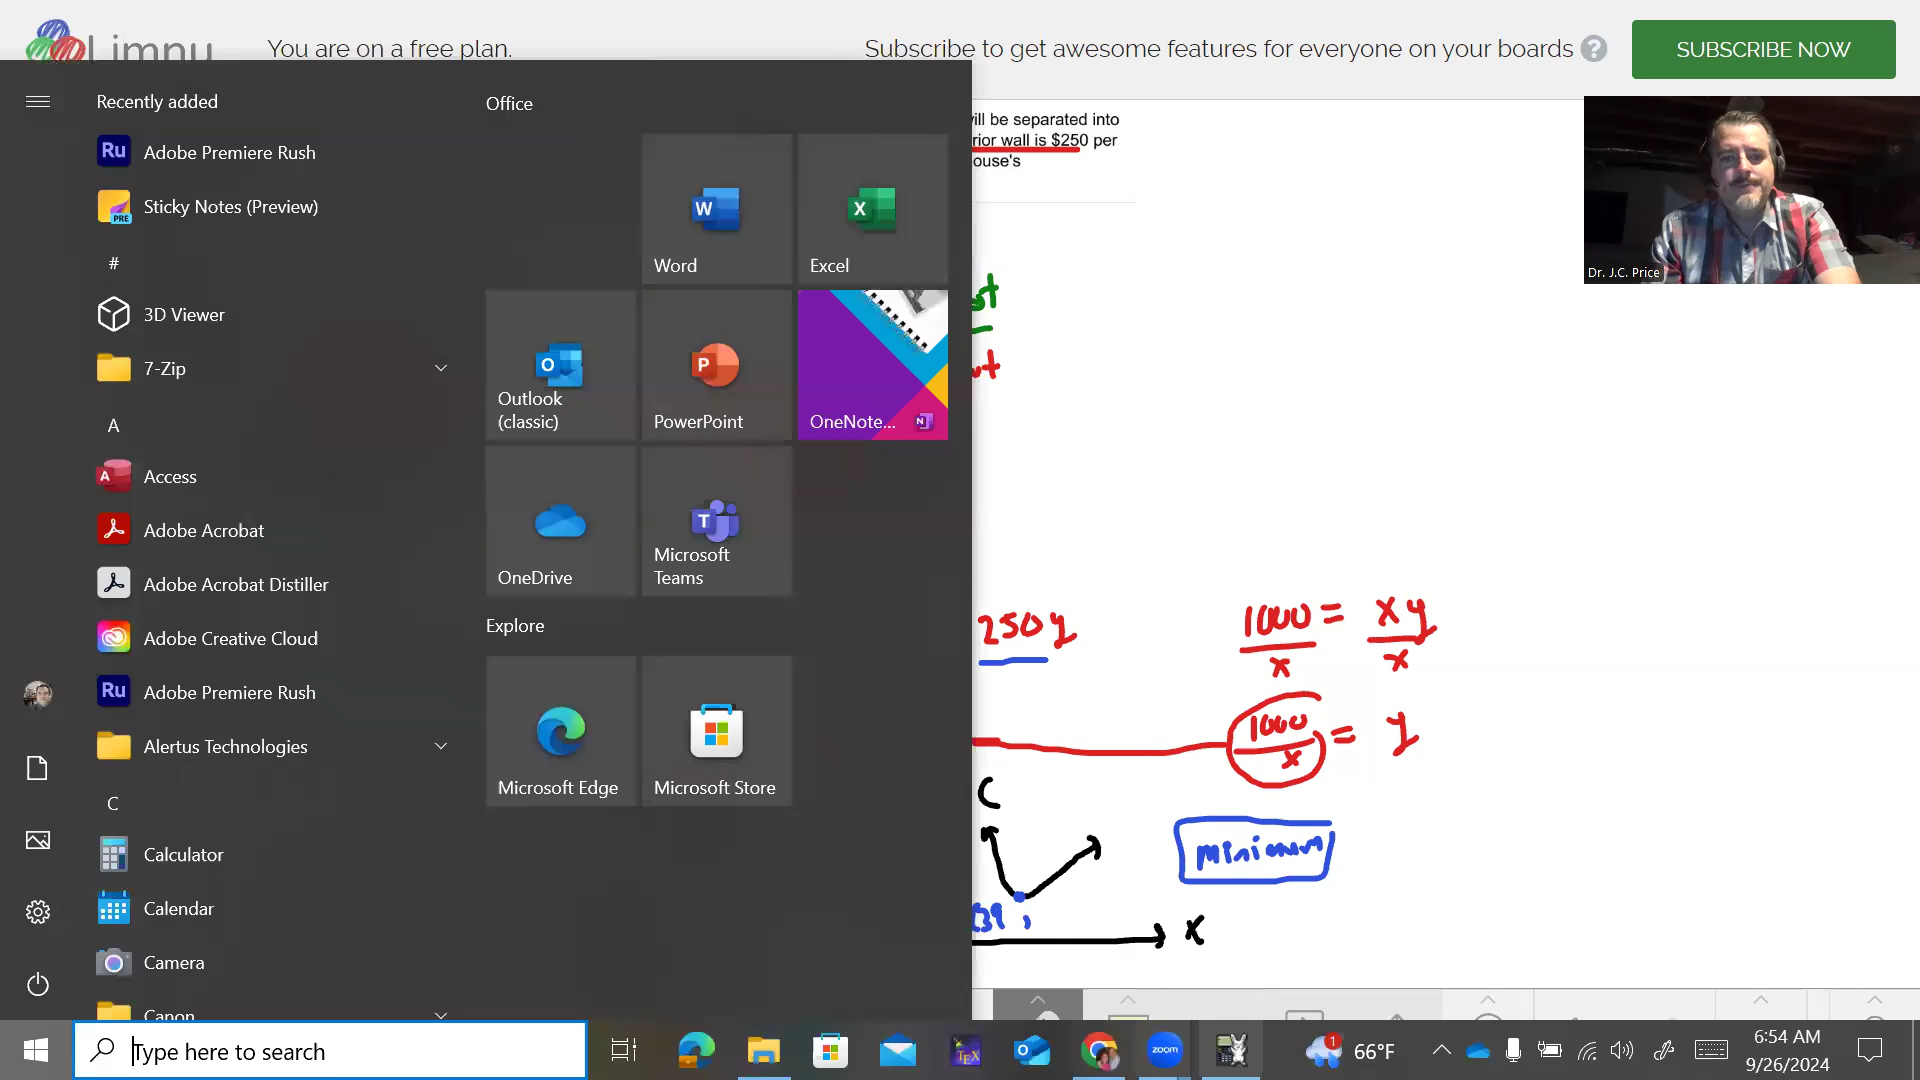 Limnu
You are on a free plan.
Subscribe to get awesome features for everyone on your boards ?
SUBSCRIBE NOW
Recently added
Adobe Premiere Rush
Sticky Notes (Preview)
#
3D Viewer
7-Zip
A
Access
Adobe Acrobat
Adobe Acrobat Distiller
Adobe Creative Cloud
Adobe Premiere Rush
Alertus Technologies
C
Calculator
Calendar
Camera
Canon
Office
Word
Excel
Outlook
(classic)
PowerPoint
OneNote...
OneDrive
Microsoft
Teams
Explore
Microsoft Edge
Microsoft Store
ill be separated into
rior wall is $250 per
ouse's
Dr. J.C. Price
250y
1000 = xy
x x
1000 = y
x
C
minimum
x
Type here to search
zoom
1
66°F
6:54 AM
9/26/2024